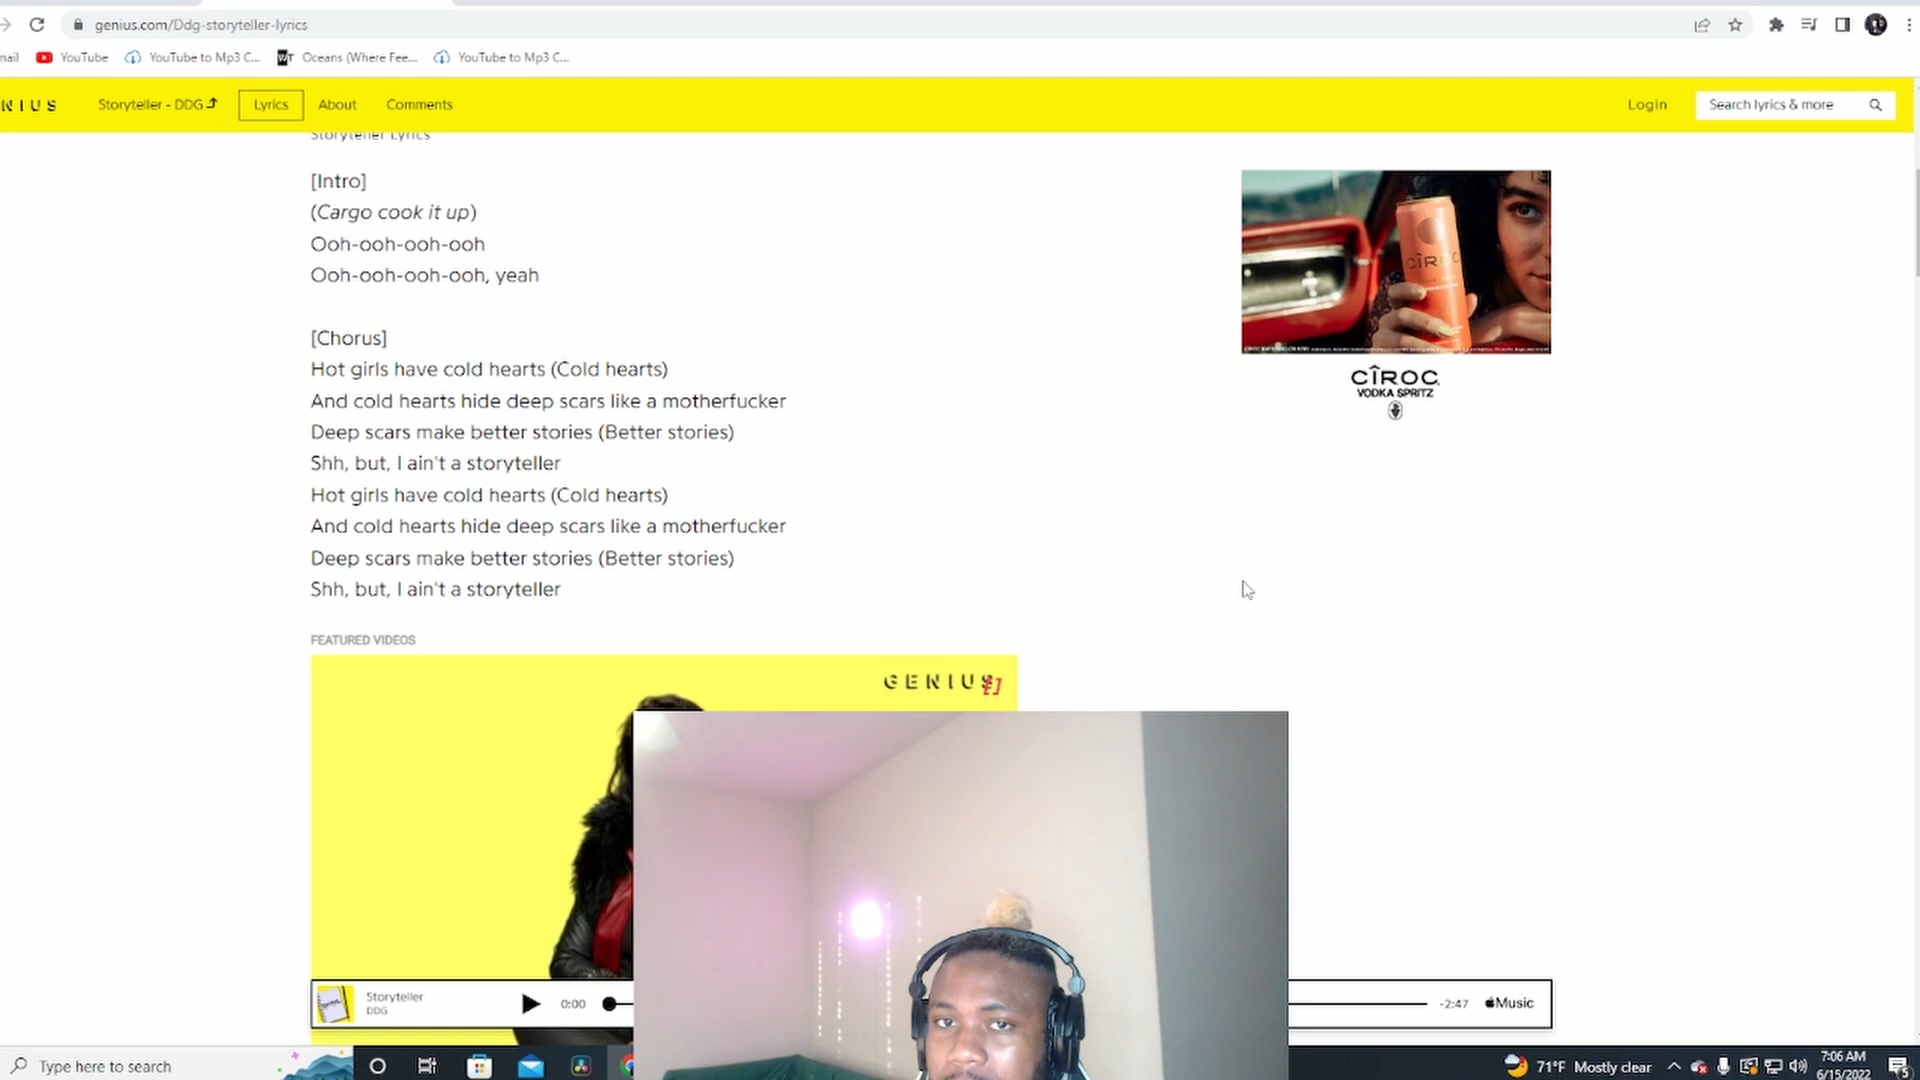 genius.com/Ddg-storyteller-lyrics
mail
YouTube
YouTube to Mp3 C...
Oceans (Where Fee...
YouTube to Mp3 C...
NIUS
Storyteller - DDG
Lyrics
About
Comments
Login
Search lyrics & more
Storyteller Lyrics
[Intro]
(Cargo cook it up)
Ooh-ooh-ooh-ooh
Ooh-ooh-ooh-ooh, yeah
[Chorus]
Hot girls have cold hearts (Cold hearts)
And cold hearts hide deep scars like a motherfucker
Deep scars make better stories (Better stories)
Shh, but, I ain't a storyteller
Hot girls have cold hearts (Cold hearts)
And cold hearts hide deep scars like a motherfucker
Deep scars make better stories (Better stories)
Shh, but, I ain't a storyteller
CÎROC
CÎROC
VODKA SPRITZ
FEATURED VIDEOS
GENIUS
Storyteller
DDG
0:00
-2:47
Music
Type here to search
71°F Mostly clear
7:06 AM
6/15/2022
5